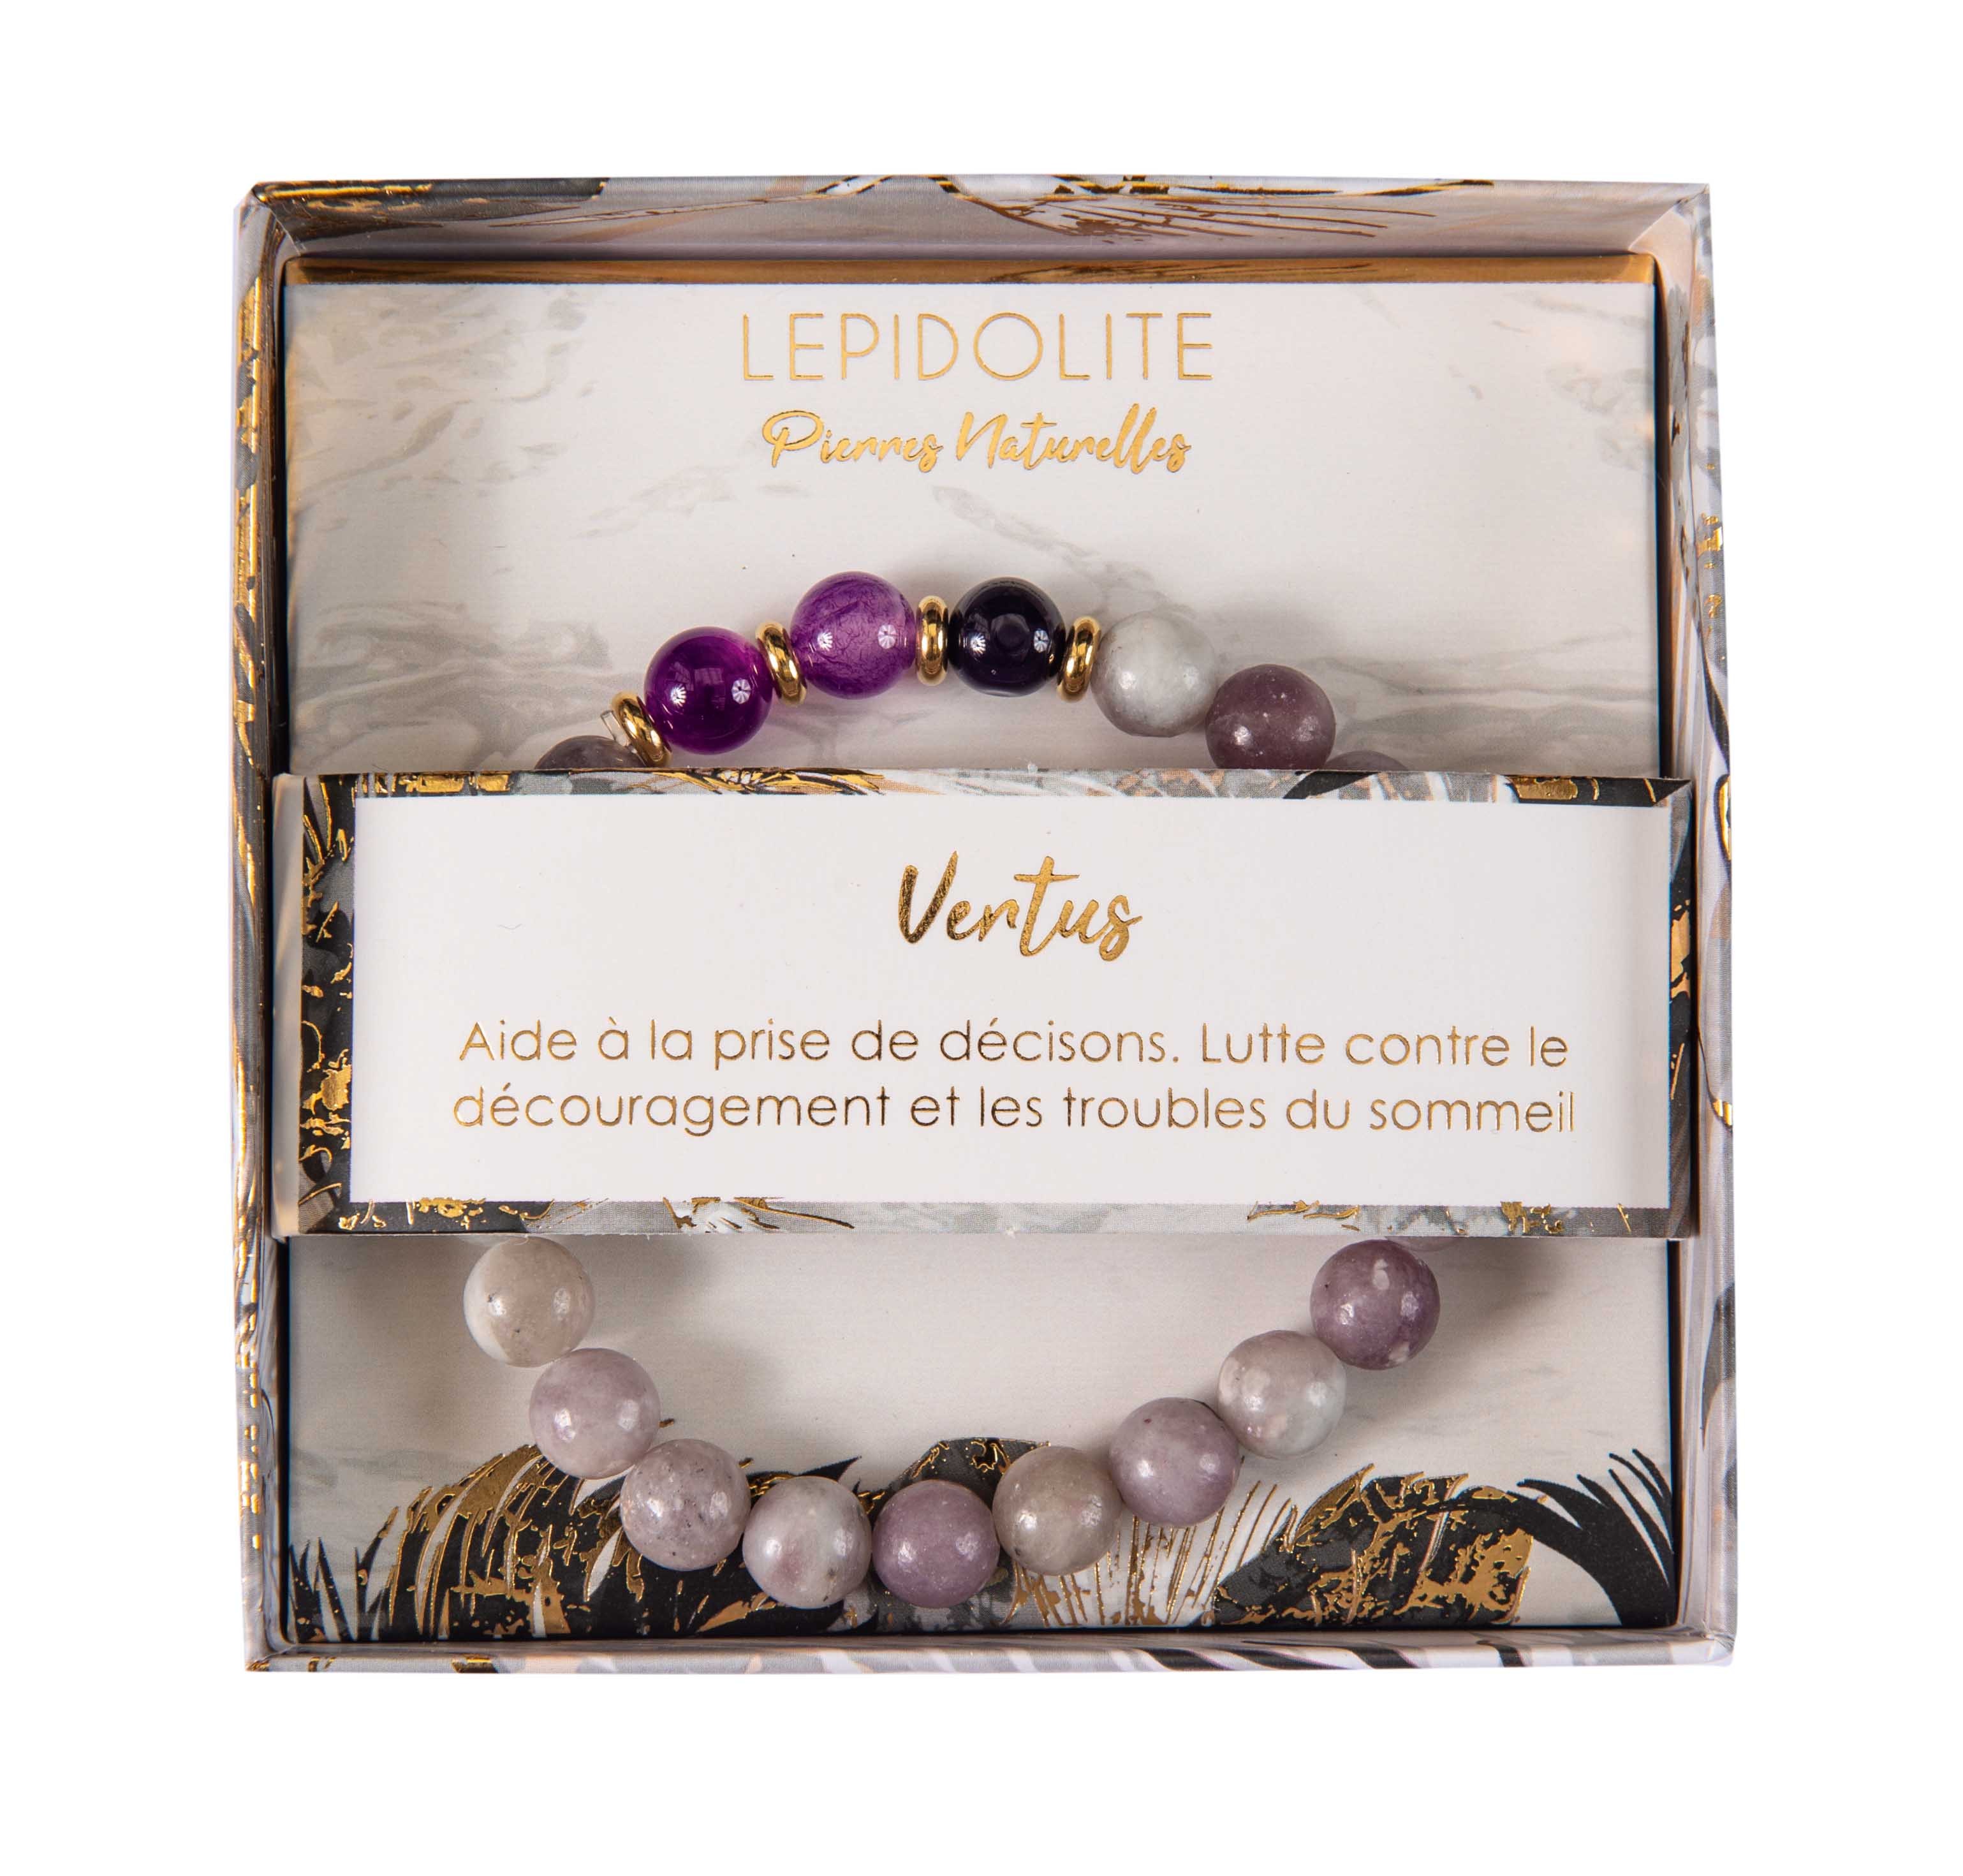 LEPIDOLITE
Pierres Naturelles
Vertus
Aide à la prise de décisons. Lutte contre le
découragement et les troubles du sommeil